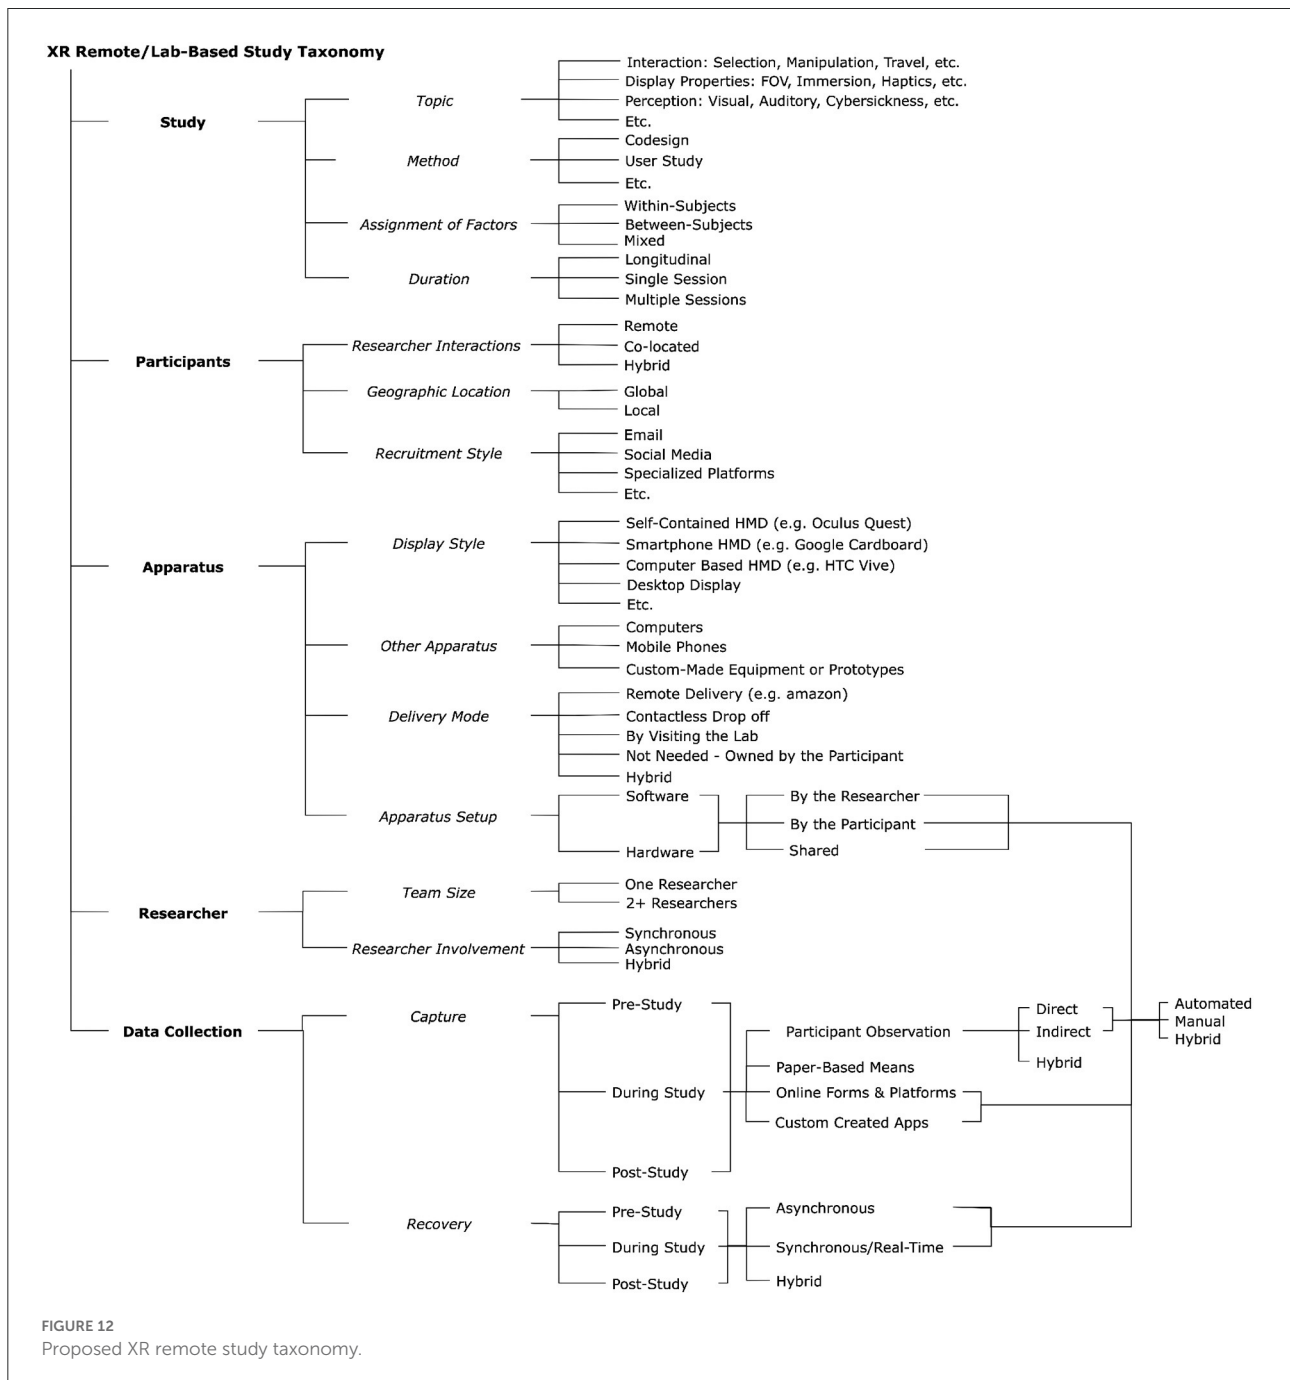 XR Remote/Lab-Based Study Taxonomy
Study
Topic
Interaction: Selection, Manipulation, Travel, etc.
Display Properties: FOV, Immersion, Haptics, etc.
Perception: Visual, Auditory, Cybersickness, etc.
Etc.
Method
Codesign
User Study
Etc.
Assignment of Factors
Within-Subjects
Between-Subjects
Mixed
Duration
Longitudinal
Single Session
Multiple Sessions
Participants
Researcher Interactions
Remote
Co-located
Hybrid
Geographic Location
Global
Local
Recruitment Style
Email
Social Media
Specialized Platforms
Etc.
Apparatus
Display Style
Self-Contained HMD (e.g. Oculus Quest)
Smartphone HMD (e.g. Google Cardboard)
Computer Based HMD (e.g. HTC Vive)
Desktop Display
Etc.
Other Apparatus
Computers
Mobile Phones
Custom-Made Equipment or Prototypes
Delivery Mode
Remote Delivery (e.g. amazon)
Contactless Drop off
By Visiting the Lab
Not Needed - Owned by the Participant
Hybrid
Apparatus Setup
Software
Hardware
By the Researcher
By the Participant
Shared
Researcher
Team Size
One Researcher
2+ Researchers
Researcher Involvement
Synchronous
Asynchronous
Hybrid
Data Collection
Capture
Pre-Study
During Study
Post-Study
Participant Observation
Direct
Indirect
Hybrid
Paper-Based Means
Online Forms & Platforms
Custom Created Apps
Automated
Manual
Hybrid
Recovery
Pre-Study
During Study
Post-Study
Asynchronous
Synchronous/Real-Time
Hybrid
FIGURE 12
Proposed XR remote study taxonomy.